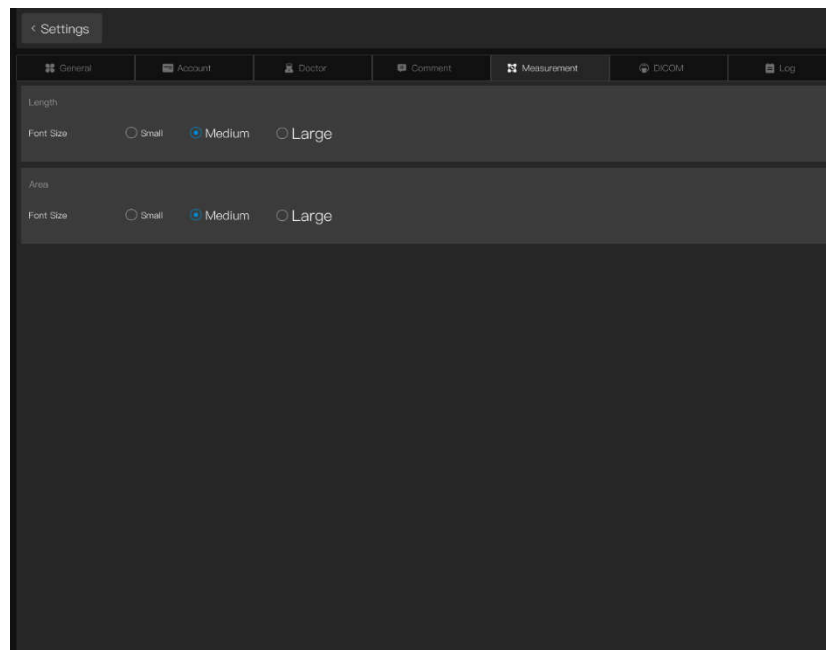 < Settings
General Account Doctor Comment Measurement DICOM Log
Length
Font Size Small Medium Large
Area
Font Size Small Medium Large